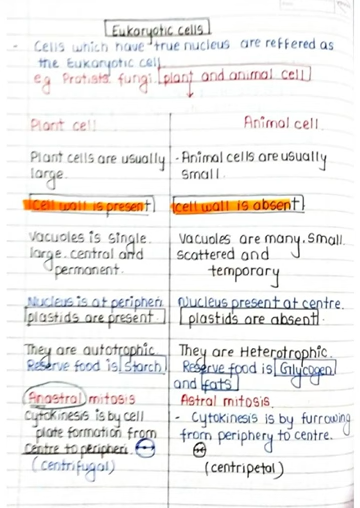 Eukaryotic cells
- Cells which have true nucleus are reffered as
the Eukaryotic cell.
eg Protists. fungi plant and animal cell
Plant cell
Plant cells are usually
large.
Cell wall is present
Vacuoles is single.
large. central and
permanent.
Nucleus is at peripheri
plastids are present.
They are autotrophic
Reserve food is Starch
Anastral mitosis
Cytokinesis is by cell
plate formation from
Centre to peripheri.
(centrifugal)
Animal cell.
- Animal cells are usually
small.
cell wall is absent
Vacuoles are many. small.
scattered and
temporary
Nucleus present at centre.
plastids are absent.
They are Heterotrophic.
Reserve food is Glycogen
and fats
Astral mitosis.
- Cytokinesis is by furrowing
from periphery to centre.
(centripetal)